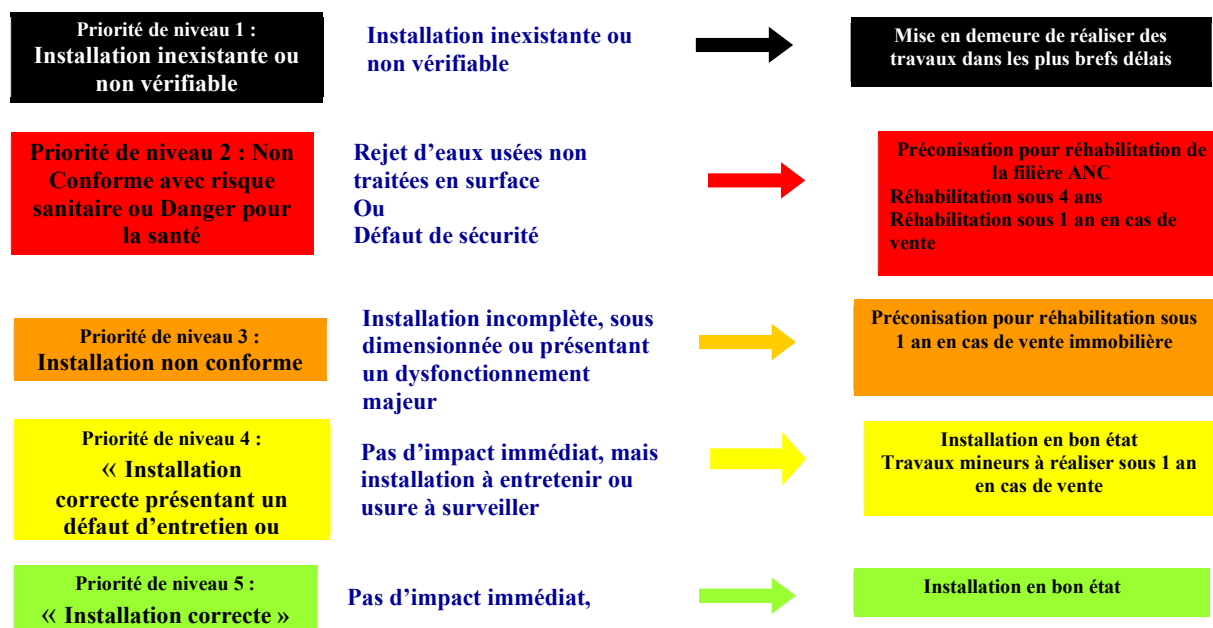 Priorité de niveau 1 :
Installation inexistante ou
non vérifiable
Installation inexistante ou
non vérifiable
Mise en demeure de réaliser des
travaux dans les plus brefs délais
Priorité de niveau 2 : Non
Conforme avec risque
sanitaire ou Danger pour
la santé
Rejet d’eaux usées non
traitées en surface
Ou
Défaut de sécurité
Préconisation pour réhabilitation de
la filière ANC
Réhabilitation sous 4 ans
Réhabilitation sous 1 an en cas de
vente
Priorité de niveau 3 :
Installation non conforme
Installation incomplète, sous
dimensionnée ou présentant
un dysfonctionnement
majeur
Préconisation pour réhabilitation sous
1 an en cas de vente immobilière
Priorité de niveau 4 :
« Installation
correcte présentant un
défaut d’entretien ou
Pas d’impact immédiat, mais
installation à entretenir ou
usure à surveiller
Installation en bon état
Travaux mineurs à réaliser sous 1 an
en cas de vente
Priorité de niveau 5 :
« Installation correcte »
Pas d’impact immédiat,
Installation en bon état